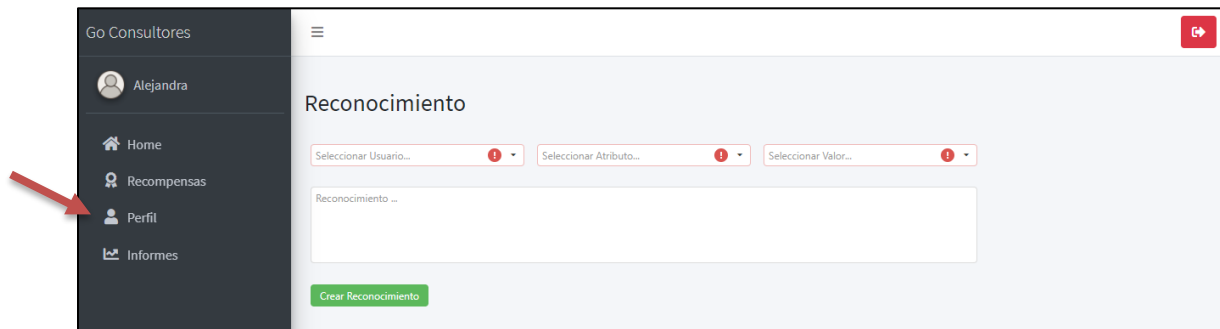 Go Consultores
Alejandra
Home
Recompensas
Perfil
Informes
Reconocimiento
Seleccionar Usuario...
Seleccionar Atributo...
Seleccionar Valor...
Reconocimiento ...
Crear Reconocimiento